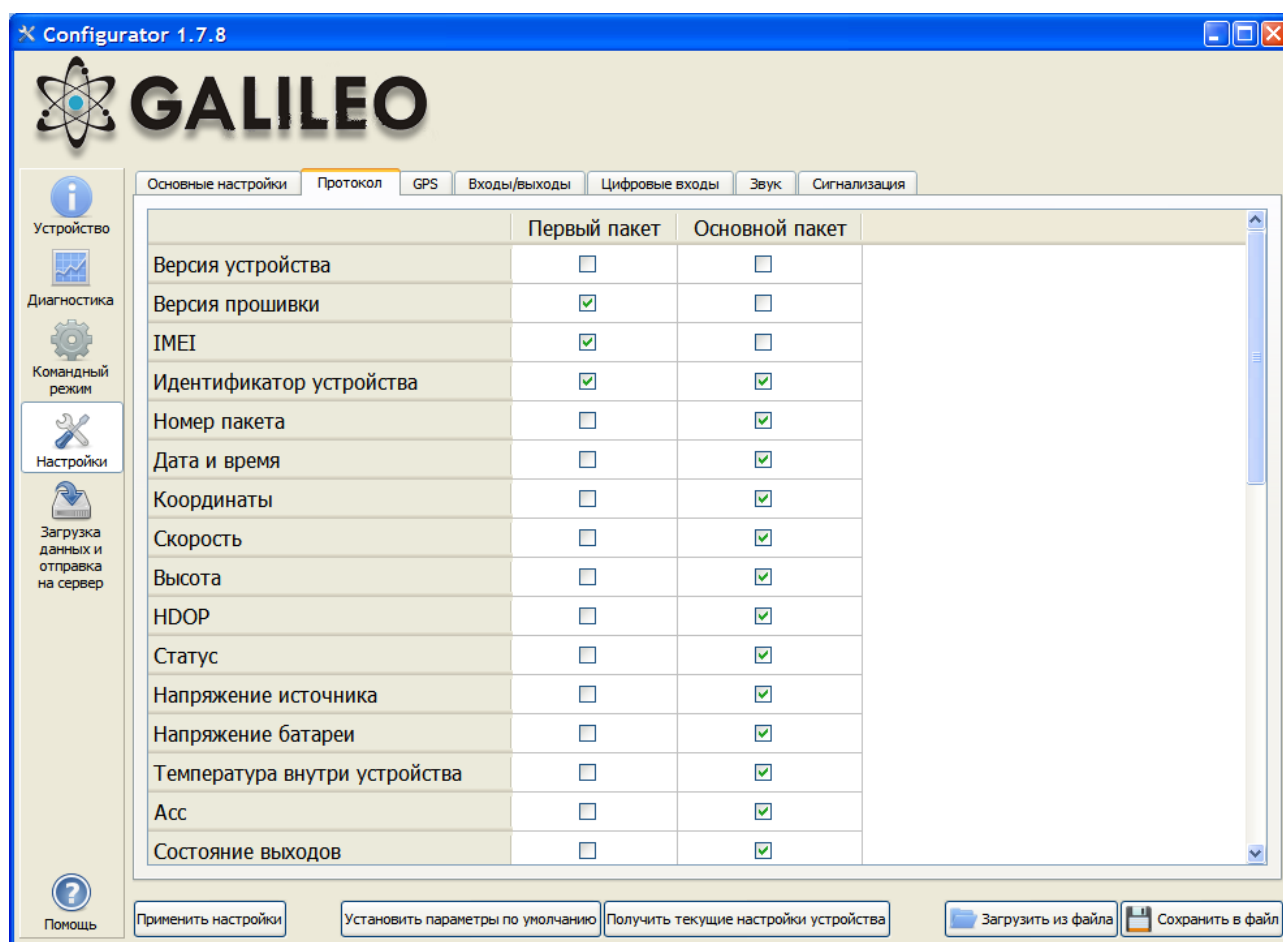 Configurator 1.7.8
GALILEO
Устройство
Диагностика
Командный
режим
Настройки
Загрузка
данных и
отправка
на сервер
Помощь
Основные настройки Протокол GPS Входы/выходы Цифровые входы Звук Сигнализация
Первый пакет Основной пакет
Версия устройства
Версия прошивки
IMEI
Идентификатор устройства
Номер пакета
Дата и время
Координаты
Скорость
Высота
HDOP
Статус
Напряжение источника
Напряжение батареи
Температура внутри устройства
Acc
Состояние выходов
Применить настройки Установить параметры по умолчанию Получить текущие настройки устройства Загрузить из файла Сохранить в файл